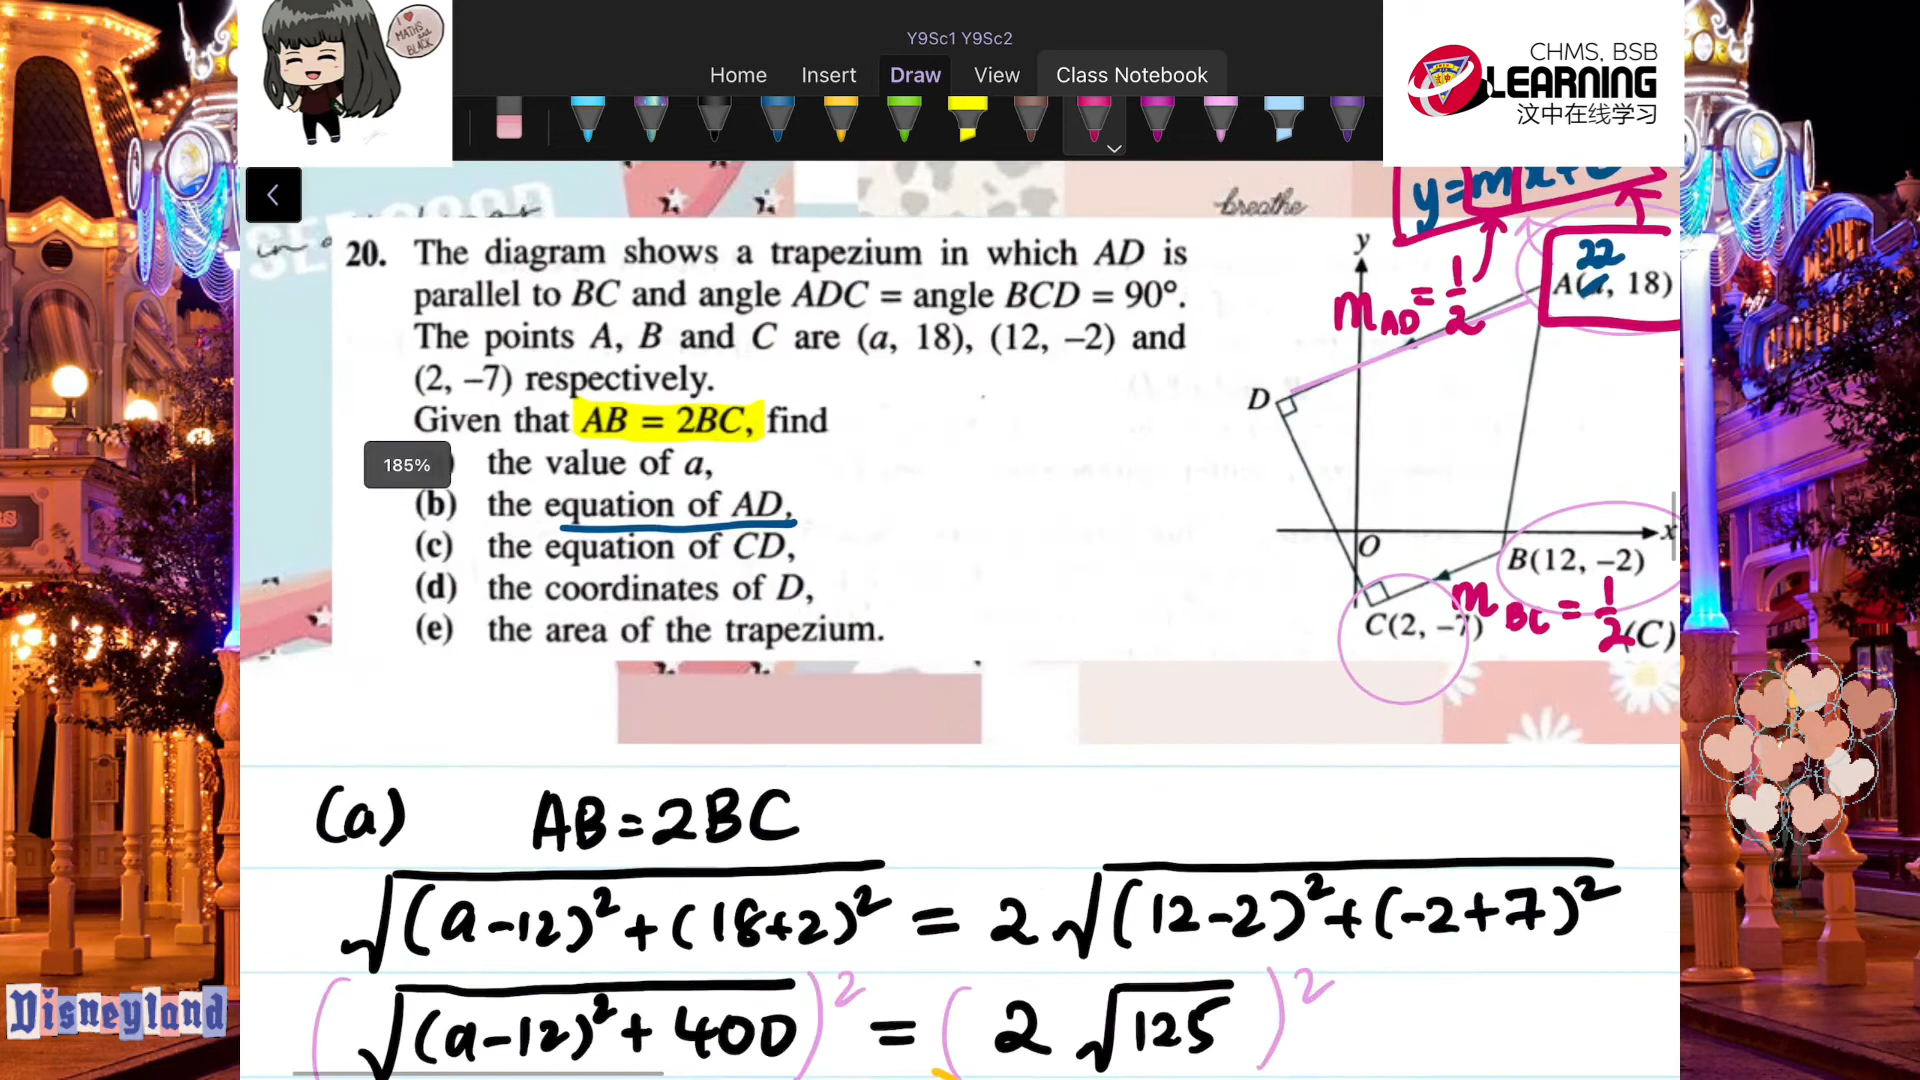 I ♥ MATHS and BLACK
Y9Sc1 Y9Sc2
Home Insert Draw View Class Notebook
CHMS, BSB
LEARNING
汶中在线学习
breathe
20. The diagram shows a trapezium in which AD is
parallel to BC and angle ADC = angle BCD = 90°.
The points A, B and C are (a, 18), (12, –2) and
(2, –7) respectively.
Given that AB = 2BC, find
185%
the value of a,
(b) the equation of AD,
(c) the equation of CD,
(d) the coordinates of D,
(e) the area of the trapezium.
y
22
A(a, 18)
m AD = 1/2
D
O
x
B(12, –2)
m BC = 1/2
C(2, –7)
(C)
(a) AB = 2BC
√((a-12)²+(18+2)²) = 2√((12-2)²+(-2+7)²)
(√((a-12)²+400))² = (2√125)²
Disneyland